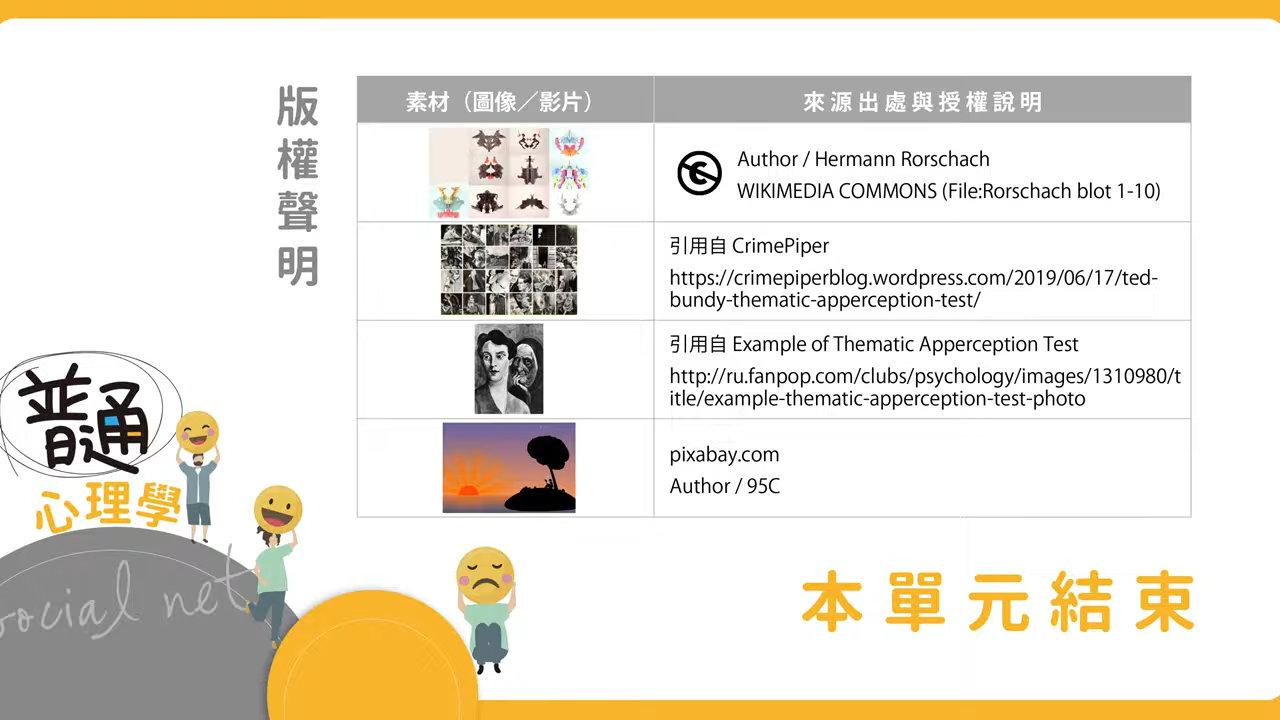 版權聲明
素材（圖像／影片）
來源出處與授權說明
Author / Hermann Rorschach
WIKIMEDIA COMMONS (File:Rorschach blot 1-10)
引用自 CrimePiper
https://crimepiperblog.wordpress.com/2019/06/17/ted-
bundy-thematic-apperception-test/
引用自 Example of Thematic Apperception Test
http://ru.fanpop.com/clubs/psychology/images/1310980/t
itle/example-thematic-apperception-test-photo
pixabay.com
Author / 95C
普通
心理學
social net
本單元結束